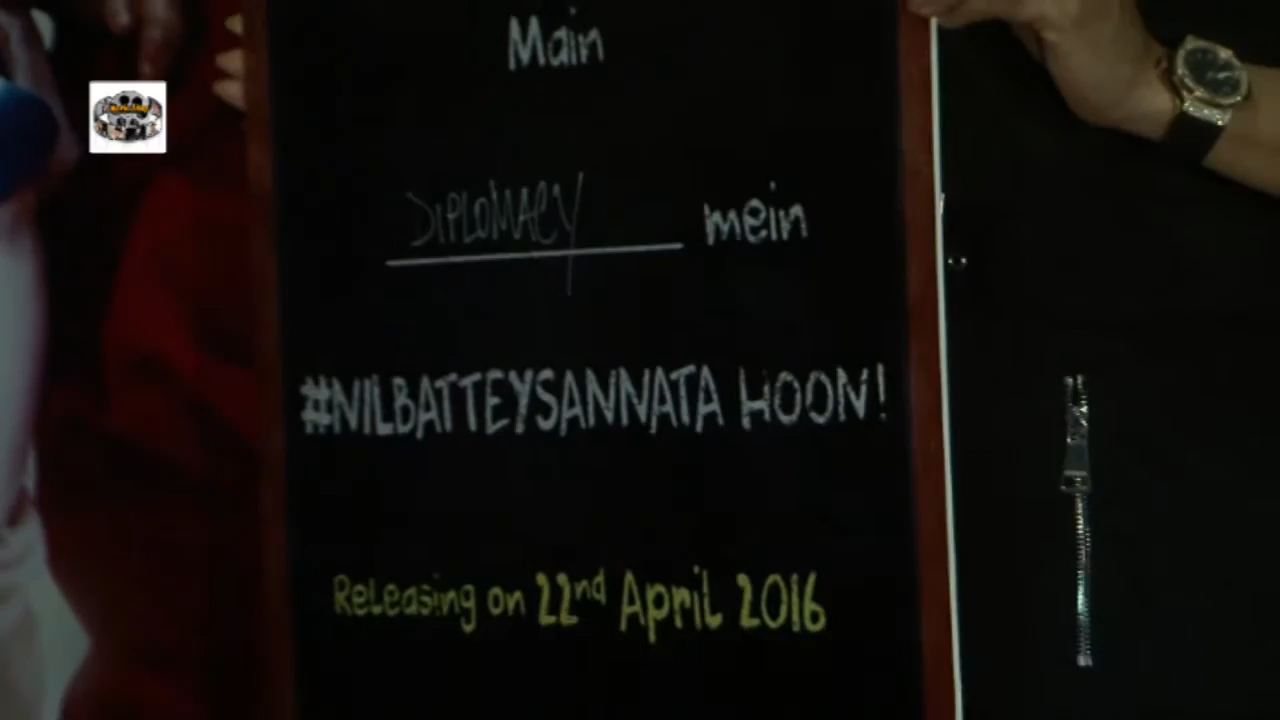 Main
DIPLOMACY mein
#NILBATTEYSANNATA HOON!
Releasing on 22nd April 2016